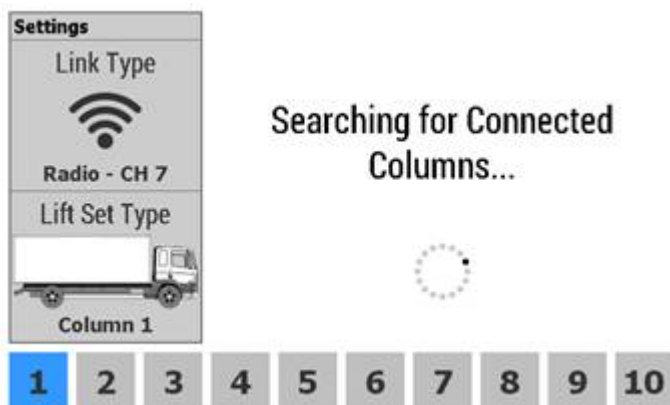 Settings
Link Type
Radio - CH 7
Lift Set Type
Column 1
Searching for Connected
Columns...
1 2 3 4 5 6 7 8 9 10